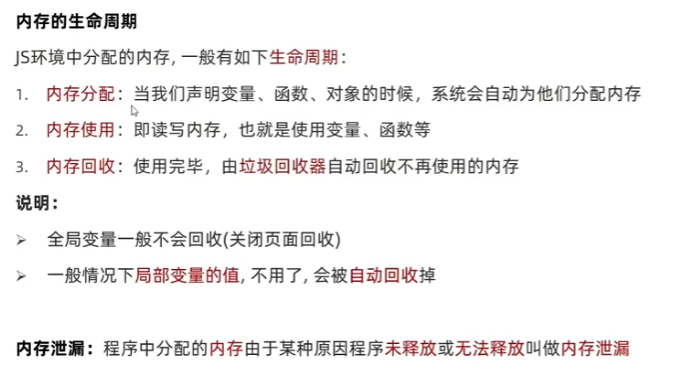 内存的生命周期
JS环境中分配的内存, 一般有如下生命周期：
1. 内存分配：当我们声明变量、函数、对象的时候，系统会自动为他们分配内存
2. 内存使用：即读写内存，也就是使用变量、函数等
3. 内存回收：使用完毕，由垃圾回收器自动回收不再使用的内存
说明：
➢ 全局变量一般不会回收(关闭页面回收)
➢ 一般情况下局部变量的值, 不用了, 会被自动回收掉
内存泄漏：程序中分配的内存由于某种原因程序未释放或无法释放叫做内存泄漏